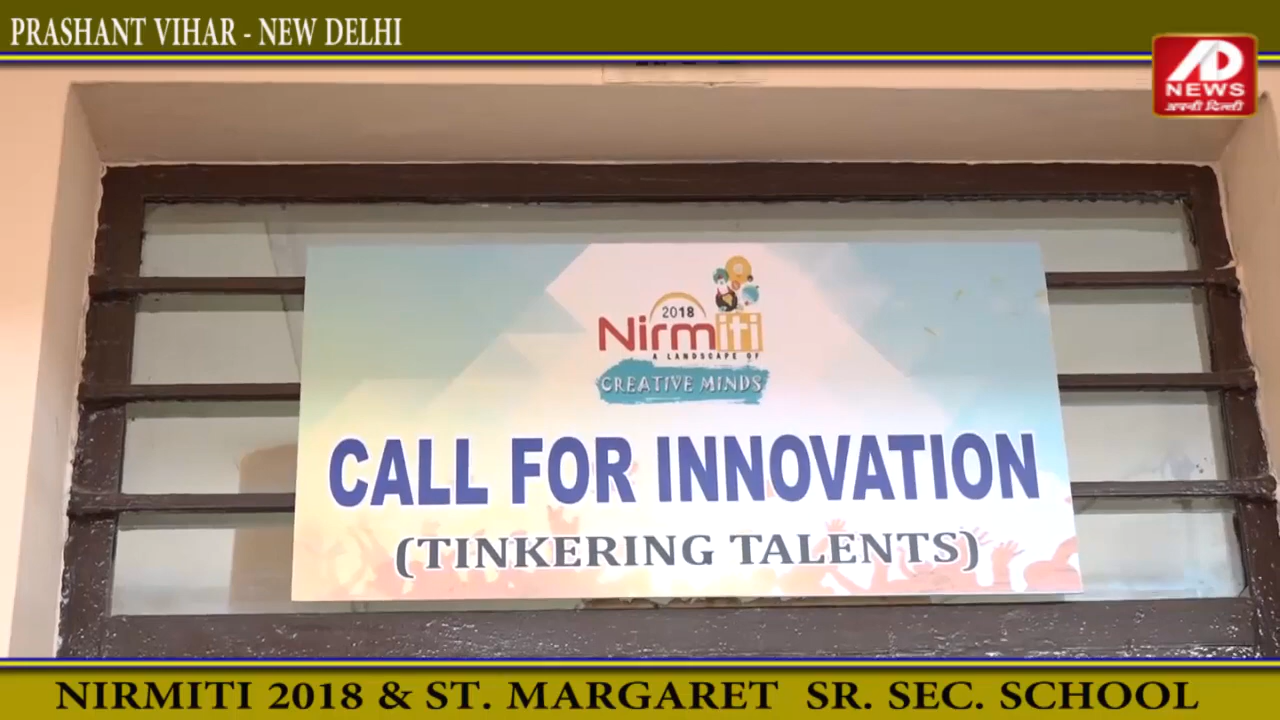 PRASHANT VIHAR - NEW DELHI
AD
NEWS
अपनी दिल्ली
2018
Nirmiti
A LANDSCAPE OF
CREATIVE MINDS
CALL FOR INNOVATION
(TINKERING TALENTS)
NIRMITI 2018 & ST. MARGARET SR. SEC. SCHOOL